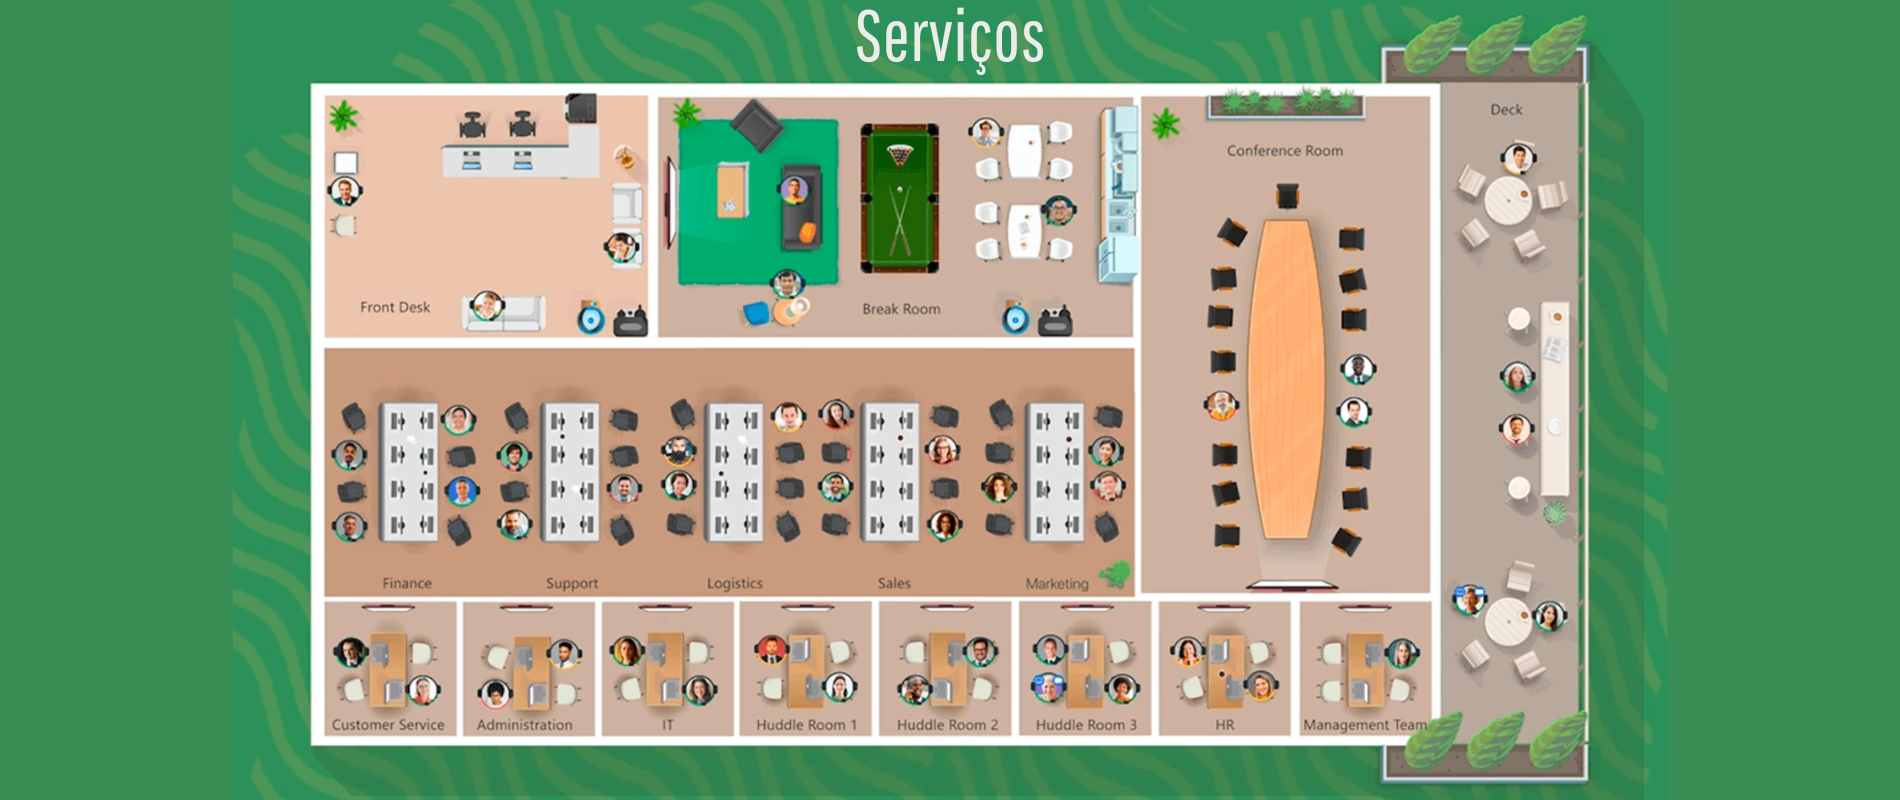 Serviços
Deck
Conference Room
Front Desk
Break Room
Finance
Support
Logistics
Sales
Marketing
Customer Service
Administration
IT
Huddle Room 1
Huddle Room 2
Huddle Room 3
HR
Management Team